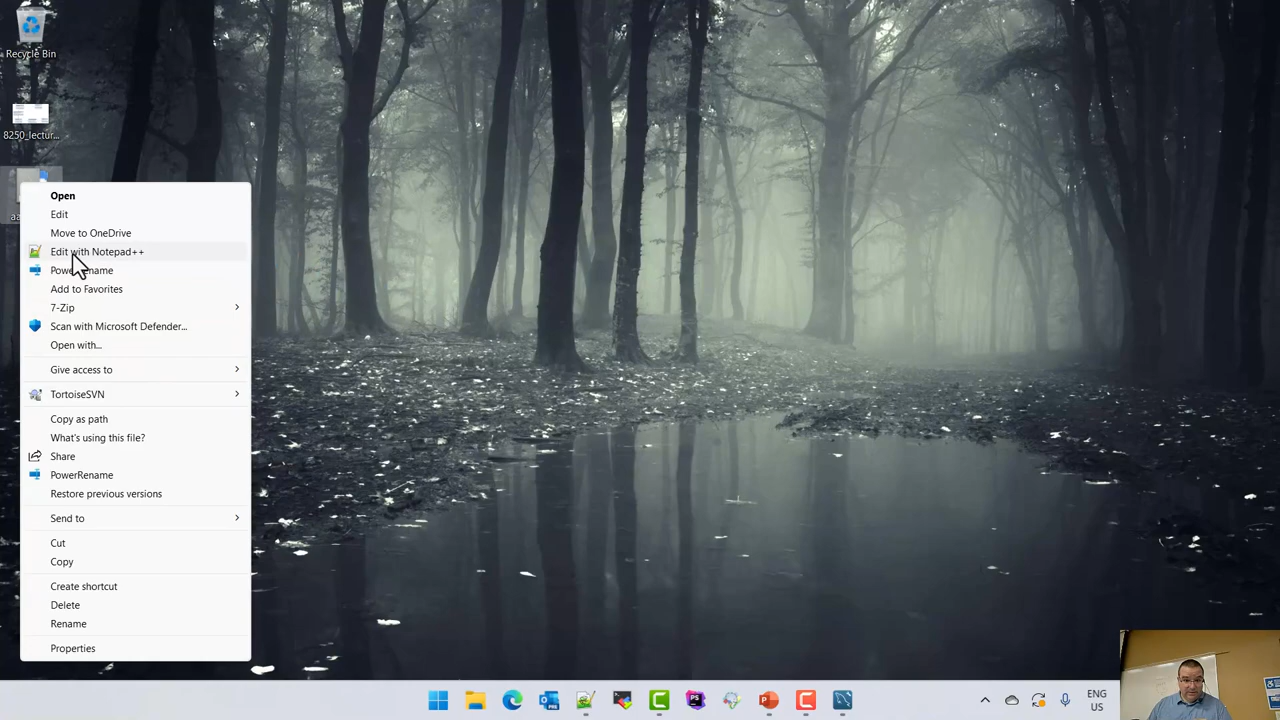 Recycle Bin
8250_lectur...
Open
Edit
Move to OneDrive
Edit with Notepad++
PowerRename
Add to Favorites
7-Zip
Scan with Microsoft Defender...
Open with...
Give access to
TortoiseSVN
Copy as path
What's using this file?
Share
PowerRename
Restore previous versions
Send to
Cut
Copy
Create shortcut
Delete
Rename
Properties
ENG
US